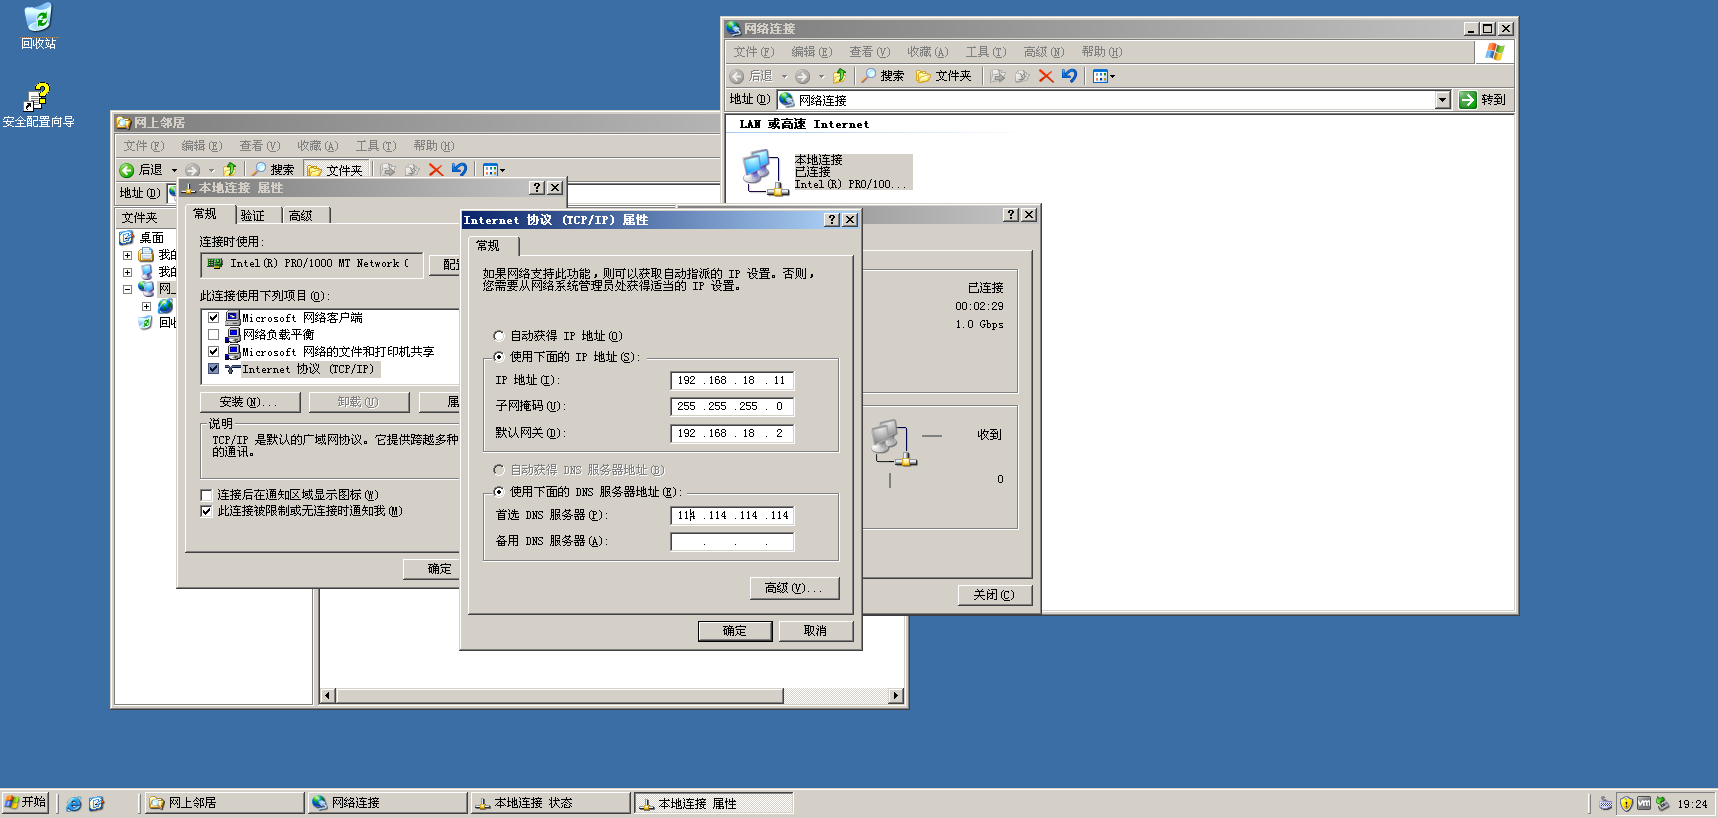 回收站
安全配置向导
网络连接
文件(F) 编辑(E) 查看(V) 收藏(A) 工具(T) 高级(N) 帮助(H)
后退 搜索 文件夹
地址(D) 网络连接 转到
LAN 或高速 Internet
本地连接
已连接
Intel(R) PRO/100...
网上邻居
文件(F) 编辑(E) 查看(V) 收藏(A) 工具(T) 帮助(H)
后退 搜索 文件夹
地址(D)
文件夹
桌面
我的
我的
网上
回收
本地连接 属性
常规 验证 高级
连接时使用:
Intel(R) PRO/1000 MT Network C
配置
此连接使用下列项目(O):
Microsoft 网络客户端
网络负载平衡
Microsoft 网络的文件和打印机共享
Internet 协议 (TCP/IP)
安装(N)... 卸载(U) 属
说明
TCP/IP 是默认的广域网协议。它提供跨越多种
的通讯。
连接后在通知区域显示图标(W)
此连接被限制或无连接时通知我(M)
确定
Internet 协议 (TCP/IP) 属性
常规
如果网络支持此功能，则可以获取自动指派的 IP 设置。否则，
您需要从网络系统管理员处获得适当的 IP 设置。
自动获得 IP 地址(O)
使用下面的 IP 地址(S):
IP 地址(I): 192 .168 . 18 . 11
子网掩码(U): 255 .255 .255 . 0
默认网关(D): 192 .168 . 18 . 2
自动获得 DNS 服务器地址(B)
使用下面的 DNS 服务器地址(E):
首选 DNS 服务器(P): 114 .114 .114 .114
备用 DNS 服务器(A): . . .
高级(V)...
确定 取消
已连接
00:02:29
1.0 Gbps
收到
0
关闭(C)
开始 网上邻居 网络连接 本地连接 状态 本地连接 属性 vm 19:24